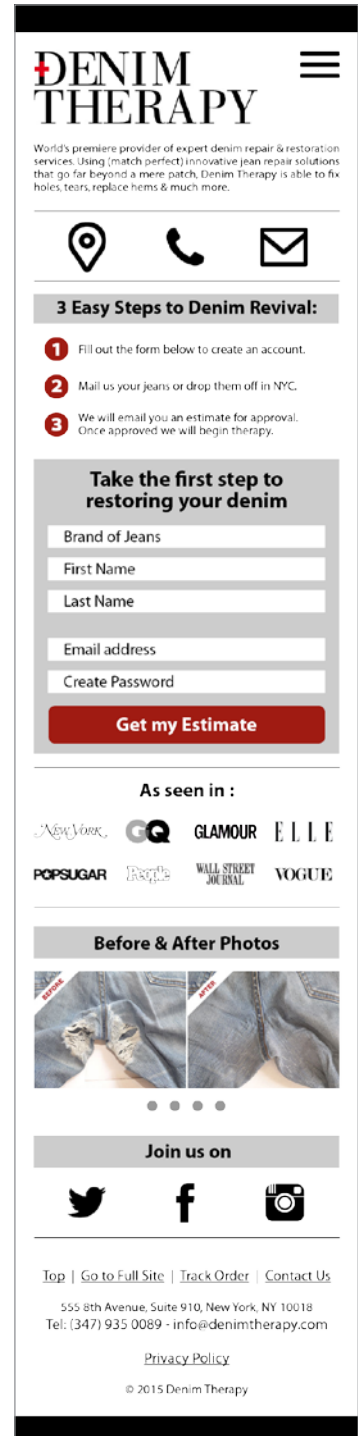 DENIM
THERAPY
World's premiere provider of expert denim repair & restoration
services. Using (match perfect) innovative jean repair solutions
that go far beyond a mere patch, Denim Therapy is able to fix
holes, tears, replace hems & much more.
3 Easy Steps to Denim Revival:
1 Fill out the form below to create an account.
2 Mail us your jeans or drop them off in NYC.
3 We will email you an estimate for approval.
Once approved we will begin therapy.
Take the first step to
restoring your denim
Brand of Jeans
First Name
Last Name
Email address
Create Password
Get my Estimate
As seen in :
NEW YORK GQ GLAMOUR ELLE
POPSUGAR People WALL STREET JOURNAL VOGUE
Before & After Photos
BEFORE AFTER
Join us on
Top | Go to Full Site | Track Order | Contact Us
555 8th Avenue, Suite 910, New York, NY 10018
Tel: (347) 935 0089 - info@denimtherapy.com
Privacy Policy
© 2015 Denim Therapy